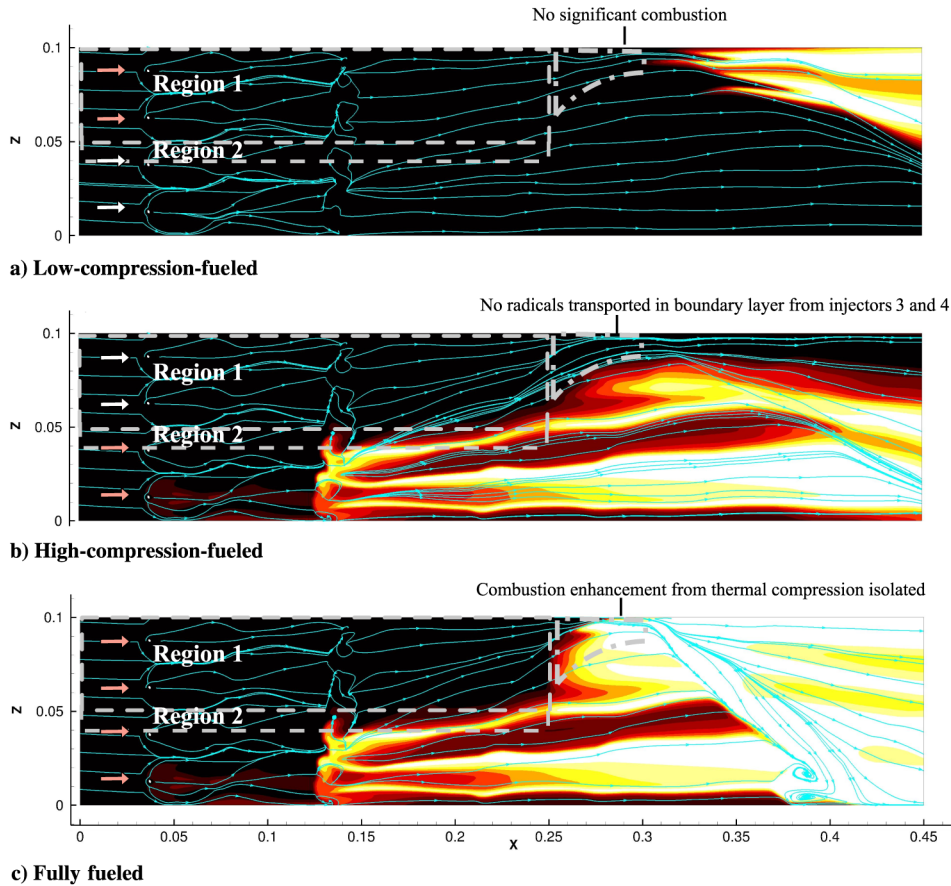 No significant combustion
0.1
Region 1
z
0.05
Region 2
0
a) Low-compression-fueled
No radicals transported in boundary layer from injectors 3 and 4
0.1
Region 1
z
0.05
Region 2
0
b) High-compression-fueled
Combustion enhancement from thermal compression isolated
0.1
Region 1
z
0.05
Region 2
0
0 0.05 0.1 0.15 0.2 0.25 0.3 0.35 0.4 0.45
x
c) Fully fueled